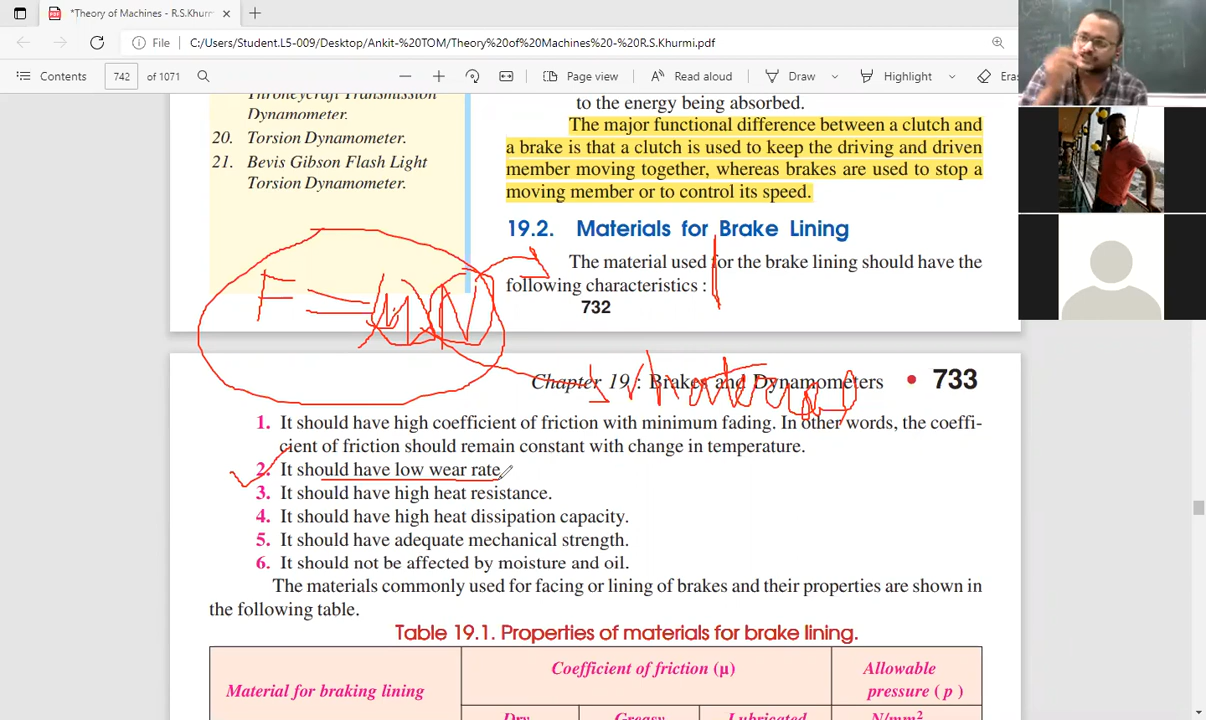 *Theory of Machines - R.S.Khurm
File
C:/Users/Student.L5-009/Desktop/Ankit-%20TOM/Theory%20of%20Machines%20-%20R.S.Khurmi.pdf
Contents
742 of 1071
Page view
Read aloud
Draw
Highlight
Eras
Throneycraft Transmission
Dynamometer.
20. Torsion Dynamometer.
21. Bevis Gibson Flash Light
Torsion Dynamometer.
to the energy being absorbed.
The major functional difference between a clutch and
a brake is that a clutch is used to keep the driving and driven
member moving together, whereas brakes are used to stop a
moving member or to control its speed.
19.2. Materials for Brake Lining
The material used for the brake lining should have the
following characteristics :
732
F = μ N
Chapter 19 : Brakes and Dynamometers • 733
1. It should have high coefficient of friction with minimum fading. In other words, the coeffi-
cient of friction should remain constant with change in temperature.
2. It should have low wear rate
3. It should have high heat resistance.
4. It should have high heat dissipation capacity.
5. It should have adequate mechanical strength.
6. It should not be affected by moisture and oil.
The materials commonly used for facing or lining of brakes and their properties are shown in
the following table.
Table 19.1. Properties of materials for brake lining.
Material for braking lining
Coefficient of friction (μ)
Allowable
pressure ( p )
Dry
Greasy
Lubricated
N/mm²